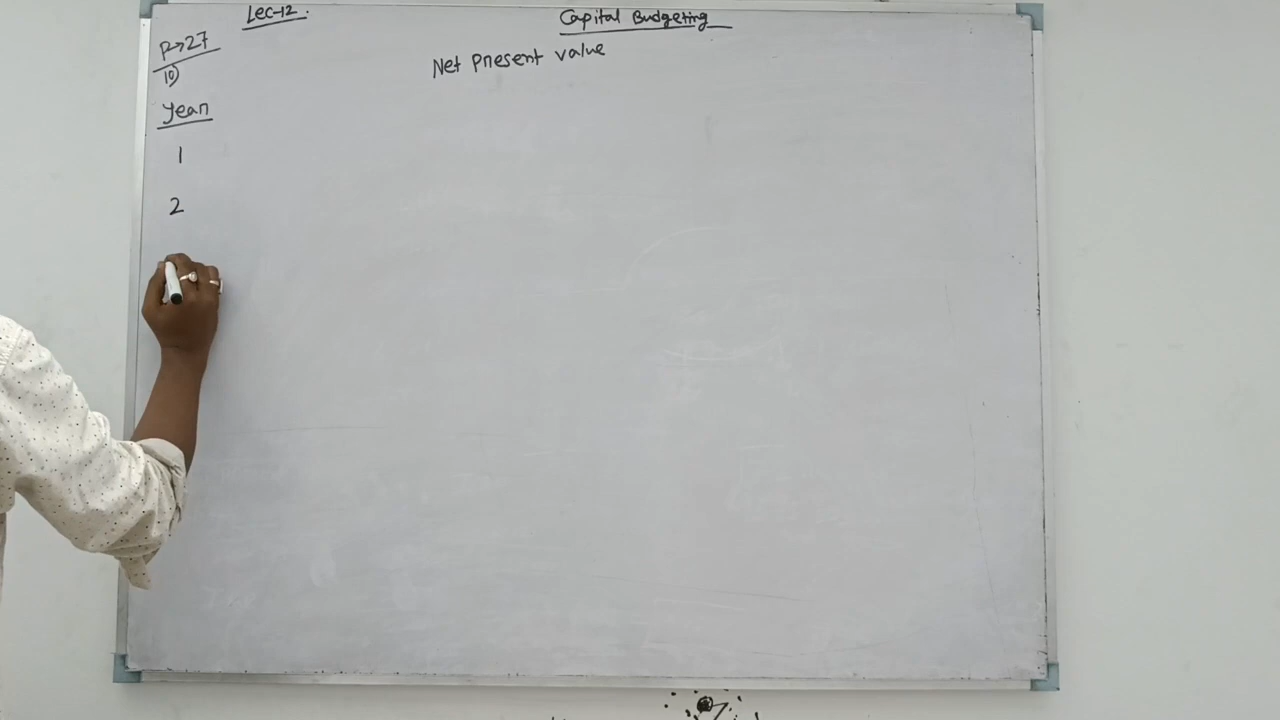 Lec-12.
Capital Budgeting
P→27
10)
Net Present value
Year
1
2